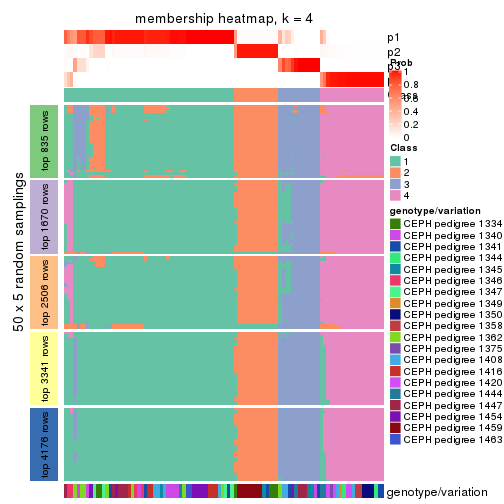 membership heatmap, k = 4
p1
p2
p3
Prob
1
0.8
0.6
0.4
0.2
0
Class
1
2
3
4
genotype/variation
CEPH pedigree 1334
CEPH pedigree 1340
CEPH pedigree 1341
CEPH pedigree 1344
CEPH pedigree 1345
CEPH pedigree 1346
CEPH pedigree 1347
CEPH pedigree 1349
CEPH pedigree 1350
CEPH pedigree 1358
CEPH pedigree 1362
CEPH pedigree 1375
CEPH pedigree 1408
CEPH pedigree 1416
CEPH pedigree 1420
CEPH pedigree 1444
CEPH pedigree 1447
CEPH pedigree 1454
CEPH pedigree 1459
CEPH pedigree 1463
50 x 5 random samplings
top 835 rows
top 1670 rows
top 2506 rows
top 3341 rows
top 4176 rows
genotype/variation